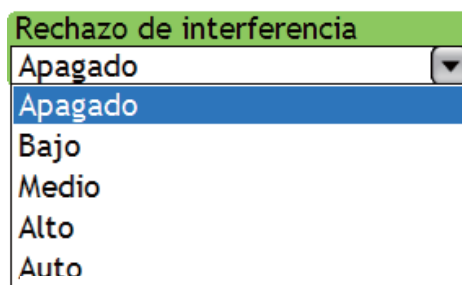 Rechazo de interferencia
Apagado
Apagado
Bajo
Medio
Alto
Auto